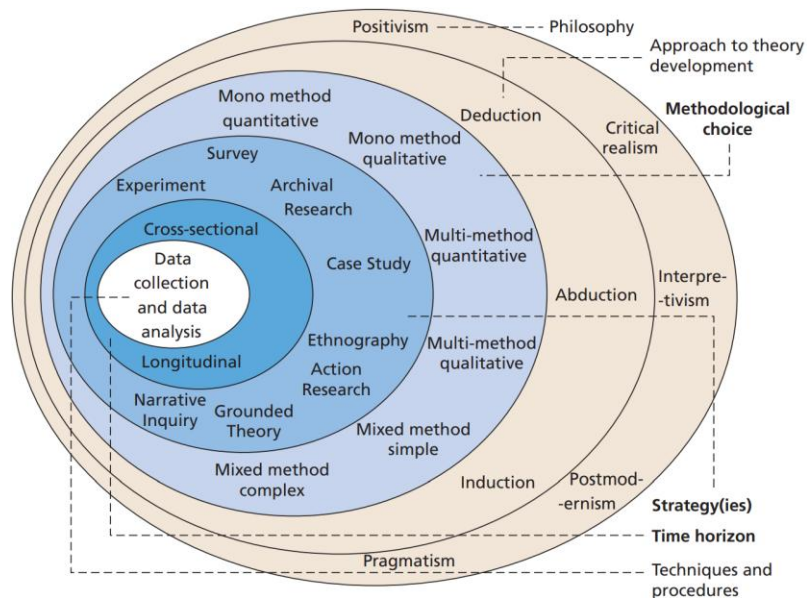 Positivism
Philosophy
Approach to theory
development
Mono method
quantitative
Deduction
Methodological
choice
Mono method
qualitative
Critical
realism
Survey
Experiment
Archival
Research
Cross-sectional
Multi-method
quantitative
Case Study
Data
collection
and data
analysis
Abduction
Interpre-
-tivism
Ethnography
Multi-method
qualitative
Longitudinal
Action
Research
Narrative
Inquiry
Grounded
Theory
Mixed method
simple
Mixed method
complex
Induction
Postmod-
-ernism
Strategy(ies)
Time horizon
Pragmatism
Techniques and
procedures